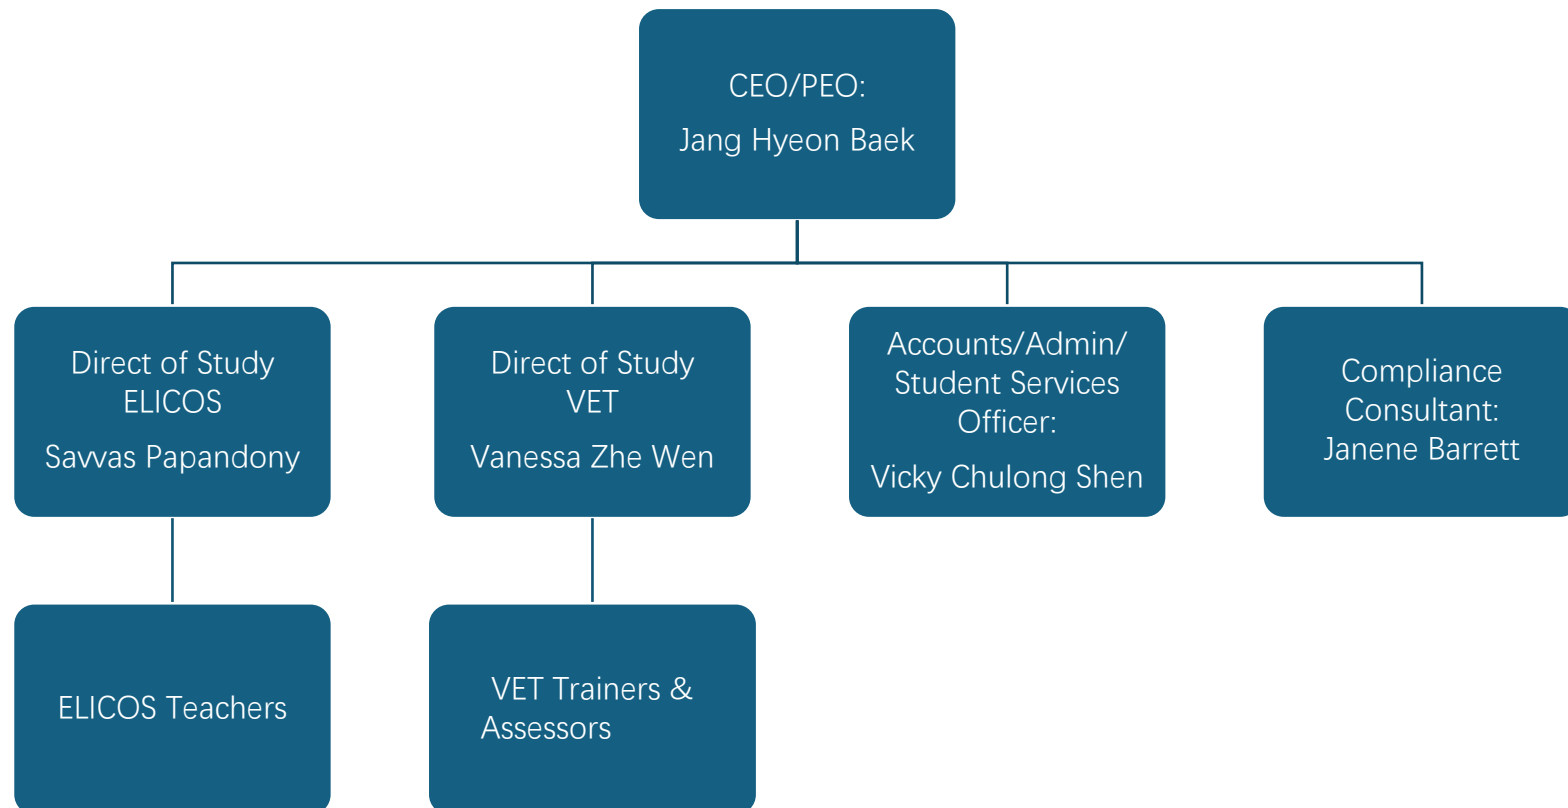 CEO/PEO:
Jang Hyeon Baek
Direct of Study
ELICOS
Savvas Papandony
Direct of Study
VET
Vanessa Zhe Wen
Accounts/Admin/
Student Services
Officer:
Vicky Chulong Shen
Compliance
Consultant:
Janene Barrett
ELICOS Teachers
VET Trainers &
Assessors